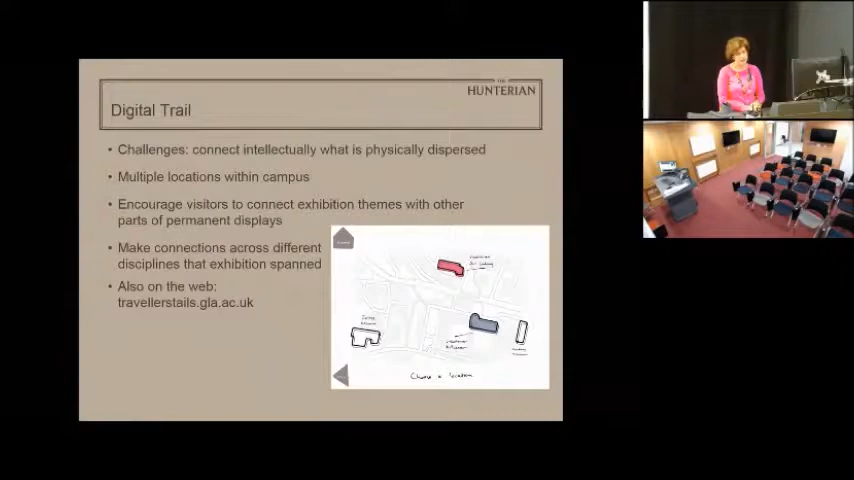 THE
HUNTERIAN
Digital Trail
• Challenges: connect intellectually what is physically dispersed
• Multiple locations within campus
• Encourage visitors to connect exhibition themes with other
parts of permanent displays
• Make connections across different
disciplines that exhibition spanned
• Also on the web:
travellerstails.gla.ac.uk
Choose a location